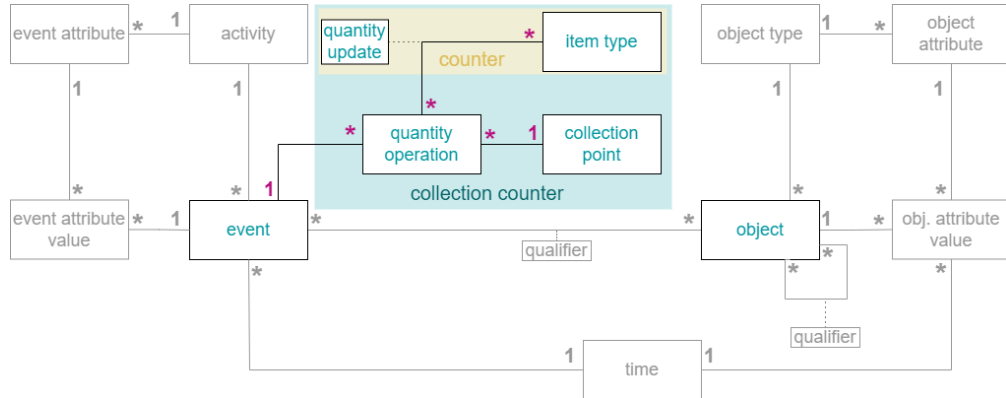 event attribute
*
1
activity
quantity
update
*
item type
counter
object type
1
*
object
attribute
1
1
1
1
*
quantity
operation
*
*
1
collection
point
1
collection counter
*
*
*
*
event attribute
value
*
1
event
*
qualifier
*
object
1
*
obj. attribute
value
*
*
*
*
qualifier
1
time
1